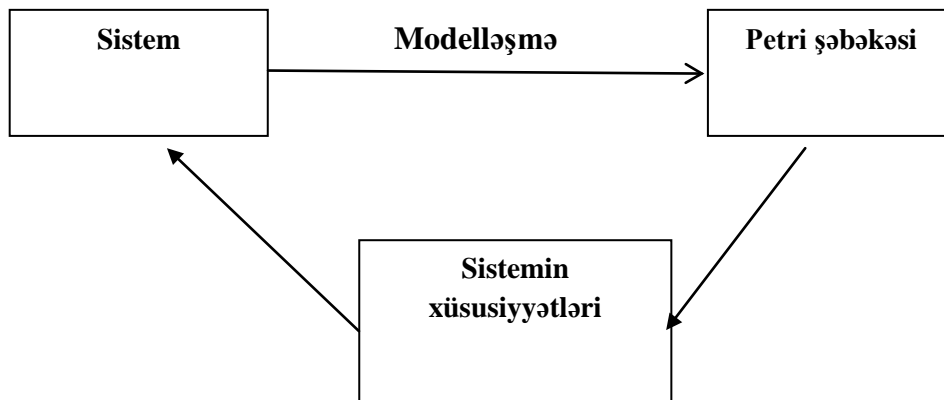 Sistem
Modelləşmə
Petri şəbəkəsi
Sistemin
xüsusiyyətləri